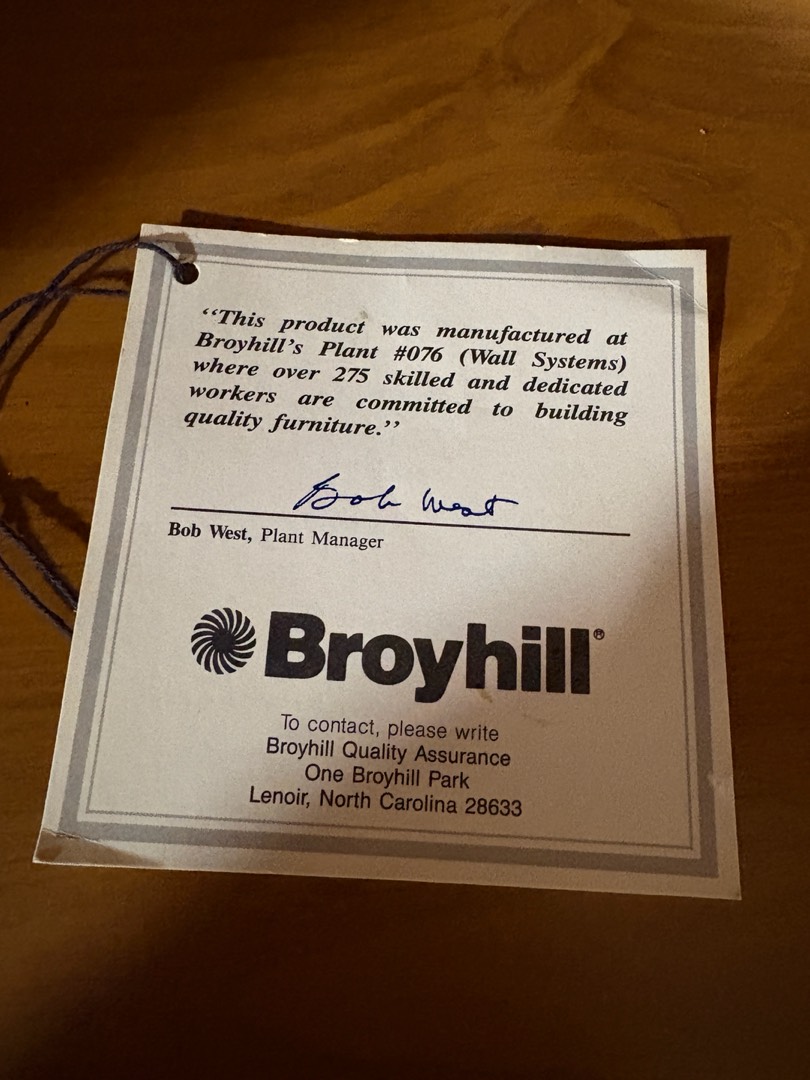 ‘‘This product was manufactured at
Broyhill's Plant #076 (Wall Systems)
where over 275 skilled and dedicated
workers are committed to building
quality furniture.’’
Bob West
Bob West, Plant Manager
Broyhill®
To contact, please write
Broyhill Quality Assurance
One Broyhill Park
Lenoir, North Carolina 28633